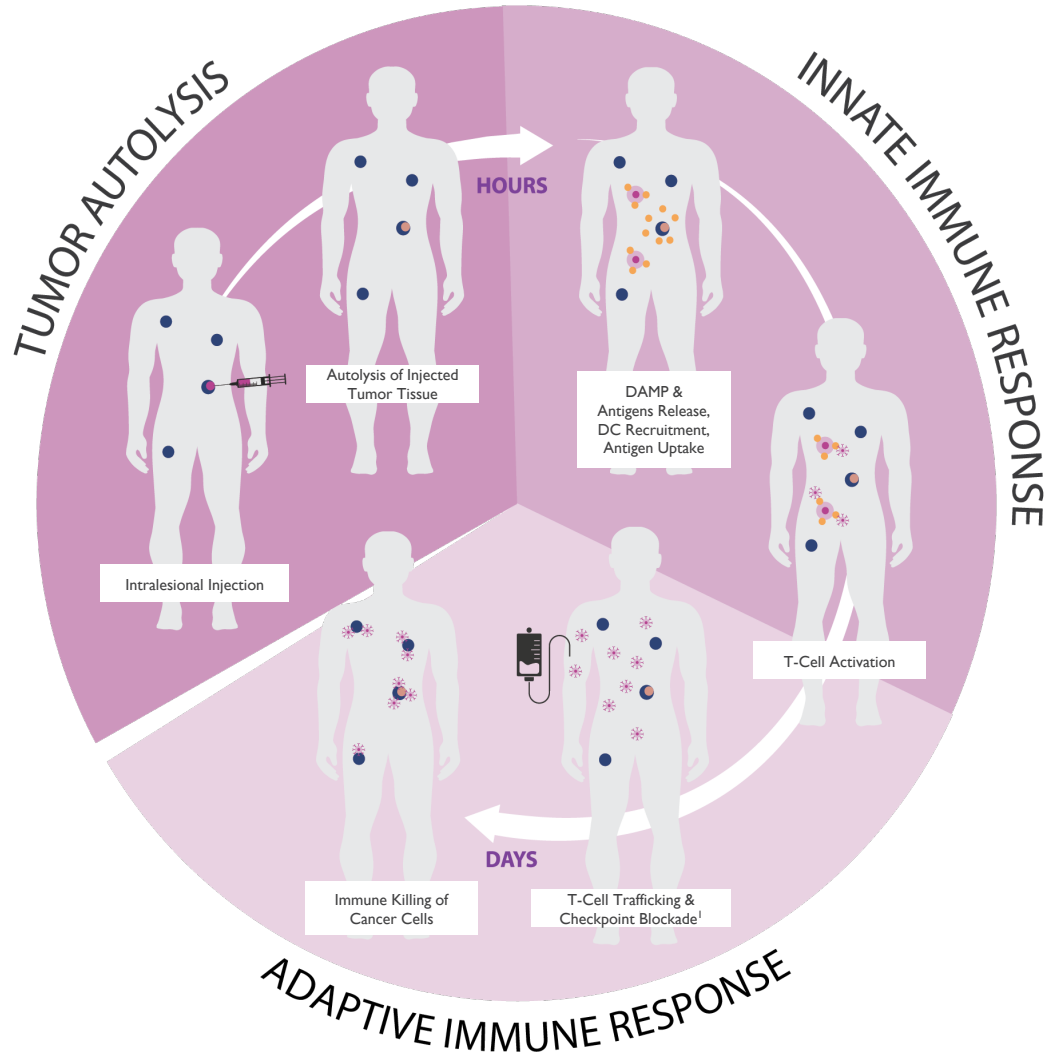 TUMOR AUTOLYSIS
INNATE IMMUNE RESPONSE
HOURS
Intralesional Injection
Autolysis of Injected
Tumor Tissue
DAMP &
Antigens Release,
DC Recruitment,
Antigen Uptake
T-Cell Activation
DAYS
T-Cell Trafficking &
Checkpoint Blockade¹
Immune Killing of
Cancer Cells
ADAPTIVE IMMUNE RESPONSE